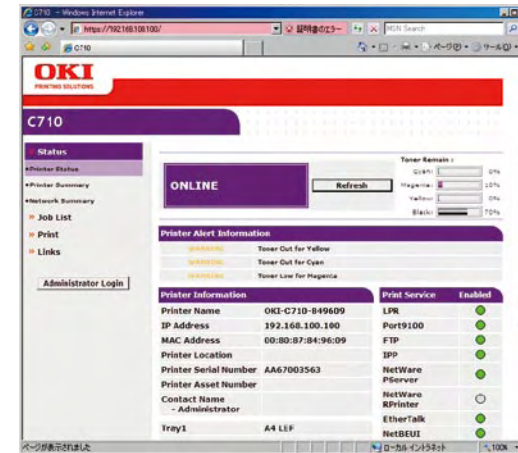 C710 - Windows Internet Explorer
https://192.168.100.100/
証明書のエラー
MSN Search
C710
ページ(P)
ツール(O)
OKI
PRINTING SOLUTIONS
C710
Status
Printer Status
Printer Summary
Network Summary
Job List
Print
Links
Administrator Login
ONLINE
Refresh
Toner Remain :
Cyan: 0%
Magenta: 10%
Yellow: 0%
Black: 70%
Printer Alert Information
WARNING Toner Out for Yellow
WARNING Toner Out for Cyan
WARNING Toner Low for Magenta
Printer Information
Printer Name OKI-C710-849609
IP Address 192.168.100.100
MAC Address 00:80:87:84:96:09
Printer Location
Printer Serial Number AA67003563
Printer Asset Number
Contact Name
- Administrator
Tray1 A4 LEF
Print Service Enabled
LPR
Port9100
FTP
IPP
NetWare
PServer
NetWare
RPrinter
EtherTalk
NetBEUI
ページが表示されました
ローカル イントラネット
100%